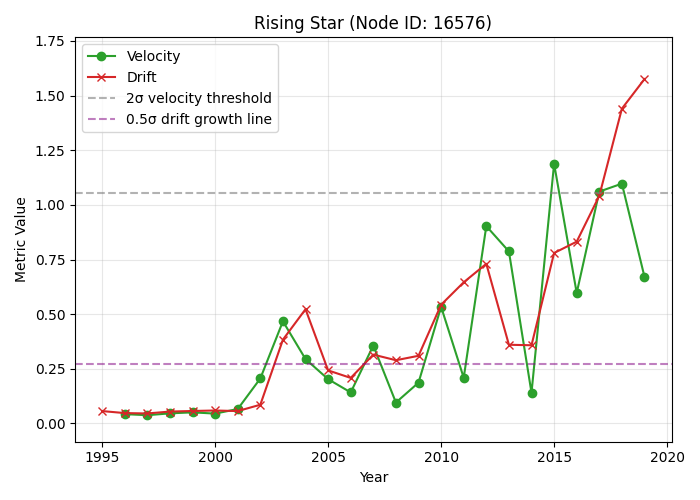 Rising Star (Node ID: 16576)
Velocity
Drift
2σ velocity threshold
0.5σ drift growth line
Metric Value
1.75
1.50
1.25
1.00
0.75
0.50
0.25
0.00
1995 2000 2005 2010 2015 2020
Year